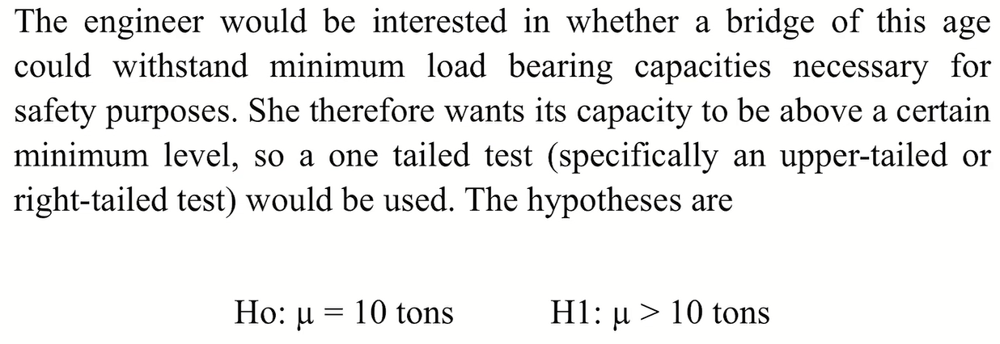 The engineer would be interested in whether a bridge of this age
could withstand minimum load bearing capacities necessary for
safety purposes. She therefore wants its capacity to be above a certain
minimum level, so a one tailed test (specifically an upper-tailed or
right-tailed test) would be used. The hypotheses are
Ho: μ = 10 tons H1: μ > 10 tons